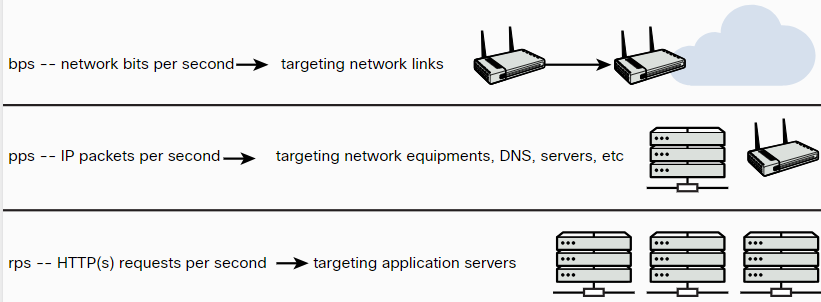 bps -- network bits per second targeting network links
pps -- IP packets per second targeting network equipments, DNS, servers, etc
rps -- HTTP(s) requests per second targeting application servers